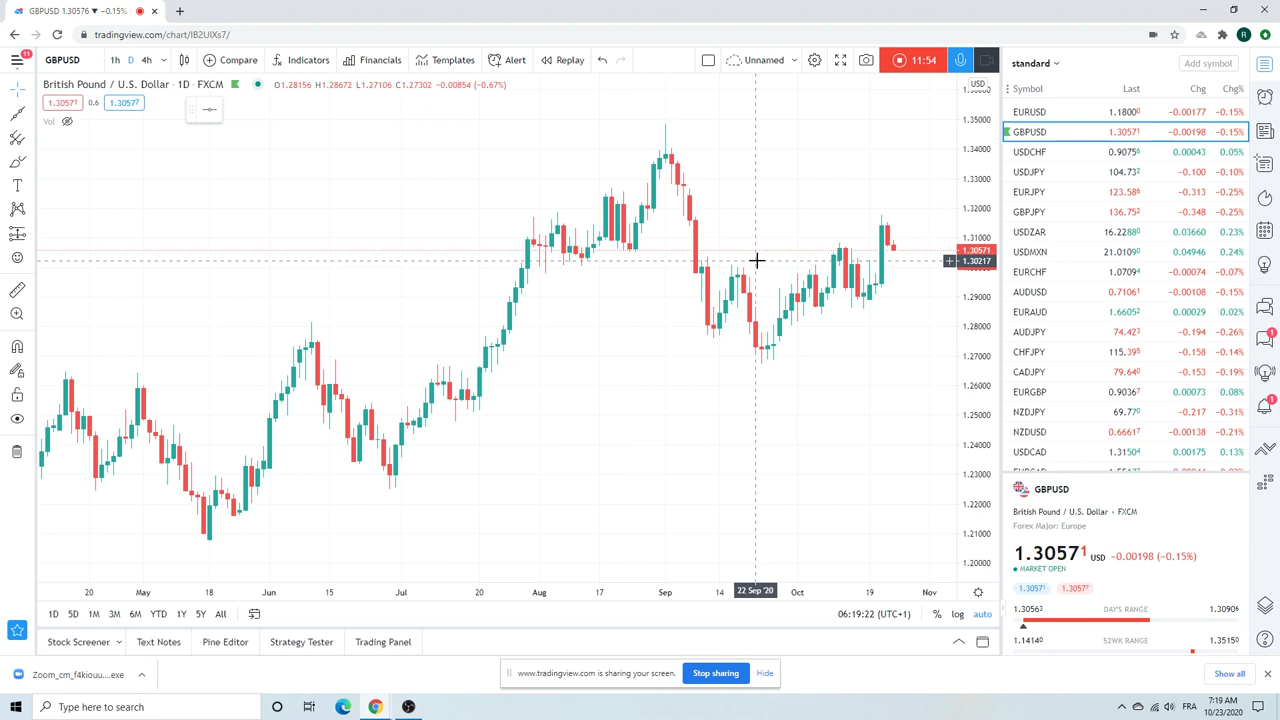 GBPUSD 1.30576 ▼ −0.15%
tradingview.com/chart/IB2UIXs7/
11
GBPUSD 1h D 4h Compare Indicators Financials Templates Alert Replay Unnamed 11:54
British Pound / U.S. Dollar · 1D · FXCM 1.28156 H1.28672 L1.27106 C1.27302 −0.00854 (−0.67%)
1.30571 0.6 1.30577
Vol
USD
1.35000
1.34000
1.33000
1.32000
1.31000
1.30571
1.30217
1.29000
1.28000
1.27000
1.26000
1.25000
1.24000
1.23000
1.22000
1.21000
1.20000
20 May 18 Jun 15 Jul 20 Aug 17 Sep 14 22 Sep '20 Oct 19 Nov
1D 5D 1M 3M 6M YTD 1Y 5Y All 06:19:22 (UTC+1) % log auto
Stock Screener Text Notes Pine Editor Strategy Tester Trading Panel
standard Add symbol
Symbol Last Chg Chg%
EURUSD 1.18000 −0.00177 −0.15%
GBPUSD 1.30571 −0.00198 −0.15%
USDCHF 0.90756 0.00043 0.05%
USDJPY 104.732 −0.100 −0.10%
EURJPY 123.586 −0.313 −0.25%
GBPJPY 136.752 −0.348 −0.25%
USDZAR 16.22880 0.03660 0.23%
USDMXN 21.01090 0.04946 0.24%
EURCHF 1.07094 −0.00074 −0.07%
AUDUSD 0.71061 −0.00108 −0.15%
EURAUD 1.66052 0.00029 0.02%
AUDJPY 74.423 −0.194 −0.26%
CHFJPY 115.395 −0.158 −0.14%
CADJPY 79.640 −0.153 −0.19%
EURGBP 0.90367 0.00073 0.08%
NZDJPY 69.770 −0.217 −0.31%
NZDUSD 0.66617 −0.00138 −0.21%
USDCAD 1.31504 0.00175 0.13%
GBPUSD
British Pound / U.S. Dollar • FXCM
Forex Major: Europe
1.30571 USD −0.00198 (−0.15%)
MARKET OPEN
1.30571 1.30577
1.30563 DAY'S RANGE 1.30906
1.14140 52WK RANGE 1.35150
1
1
Zoom_cm_f4kiouu....exe
www.tradingview.com is sharing your screen. Stop sharing Hide
Show all
Type here to search
FRA
7:19 AM
10/23/2020